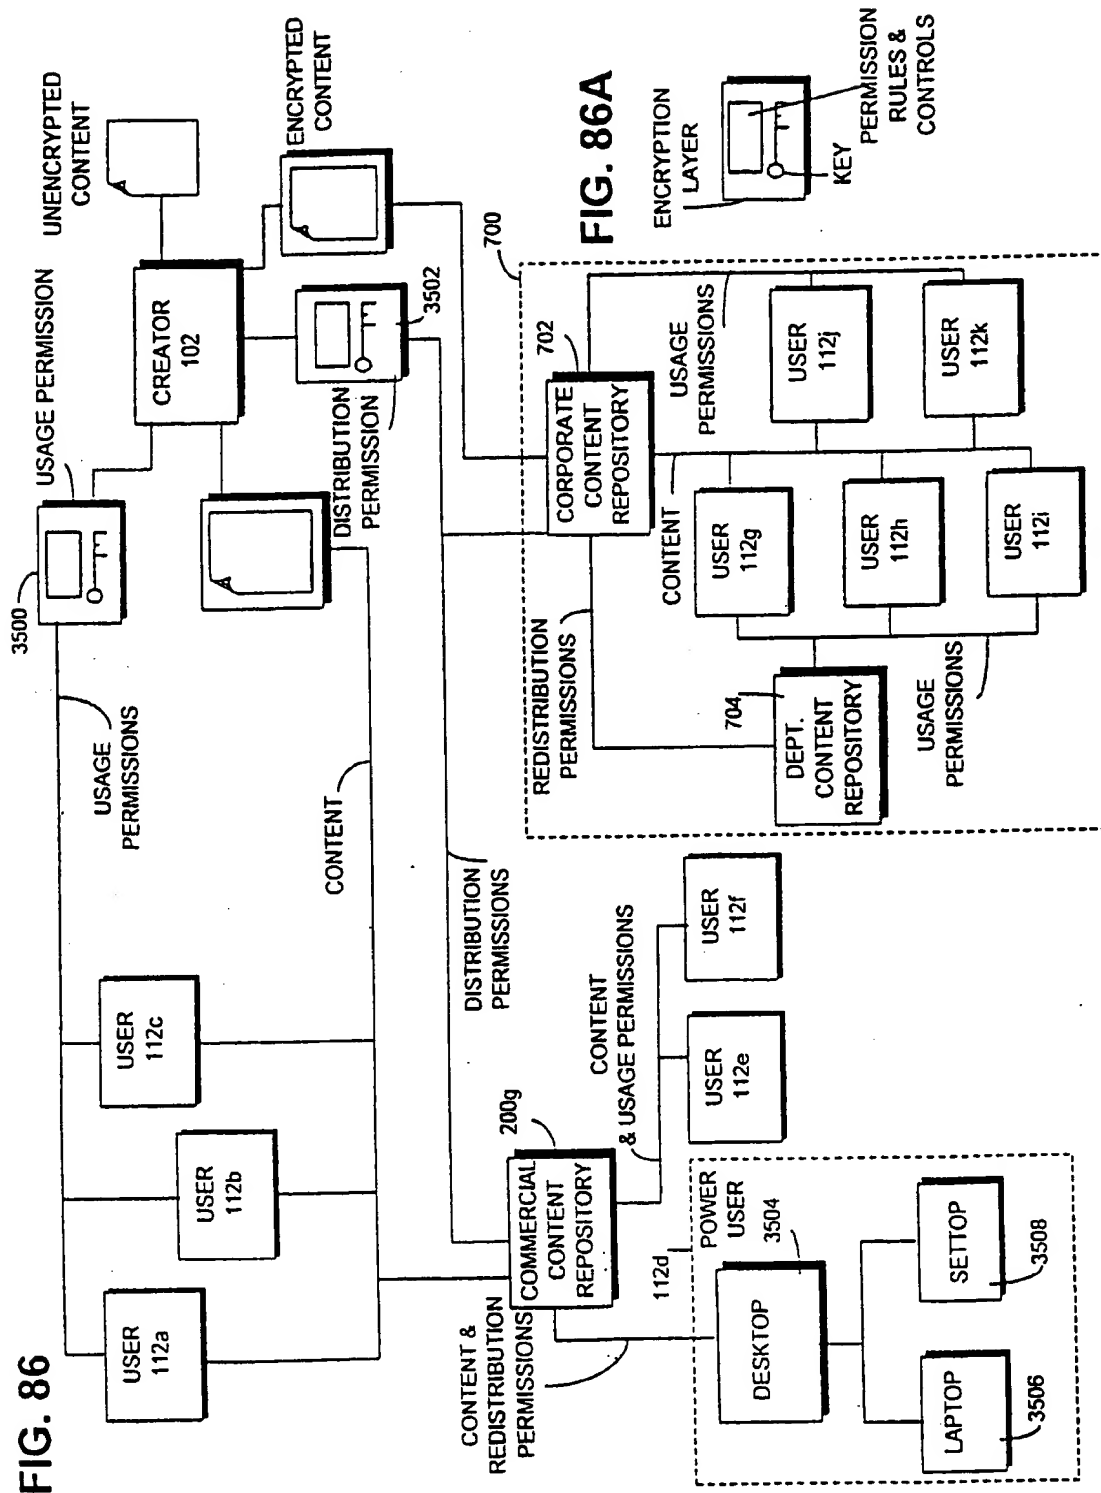 FIG. 86
UNENCRYPTED
CONTENT
USAGE PERMISSION
3500
CREATOR
102
ENCRYPTED
CONTENT
3502
DISTRIBUTION
PERMISSION
USAGE
PERMISSIONS
CONTENT
DISTRIBUTION
PERMISSIONS
USER
112a
USER
112b
USER
112c
COMMERCIAL
CONTENT
REPOSITORY
200g
CONTENT &
REDISTRIBUTION
PERMISSIONS
CONTENT
& USAGE PERMISSIONS
USER
112e
USER
112f
112d
POWER
USER
3504
DESKTOP
LAPTOP
3506
SETTOP
3508
700
702
CORPORATE
CONTENT
REPOSITORY
REDISTRIBUTION
PERMISSIONS
704
DEPT.
CONTENT
REPOSITORY
CONTENT
USAGE
PERMISSIONS
USER
112g
USER
112h
USER
112i
USER
112j
USER
112k
USAGE
PERMISSIONS
FIG. 86A
ENCRYPTION
LAYER
KEY
PERMISSION
RULES &
CONTROLS